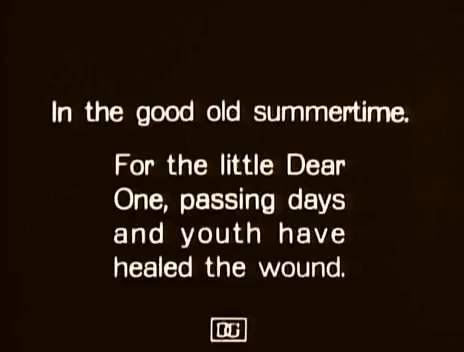 In the good old summertime.
For the little Dear
One, passing days
and youth have
healed the wound.
DG